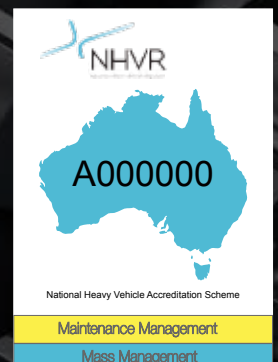 NHVR
A000000
National Heavy Vehicle Accreditation Scheme
Maintenance Management
Mass Management